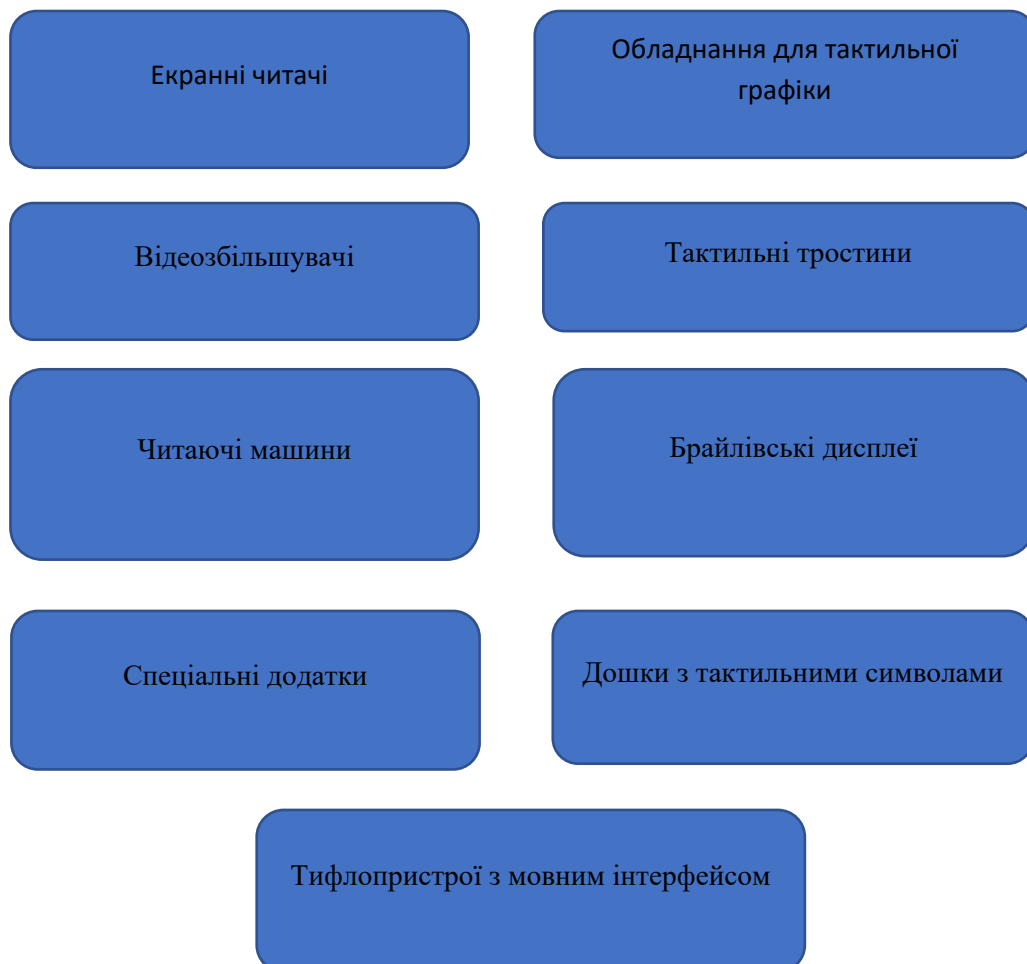 Екранні читачі
Обладнання для тактильної
графіки
Відеозбільшувачі
Тактильні тростини
Читаючі машини
Брайлівські дисплеї
Спеціальні додатки
Дошки з тактильними символами
Тифлопристрої з мовним інтерфейсом